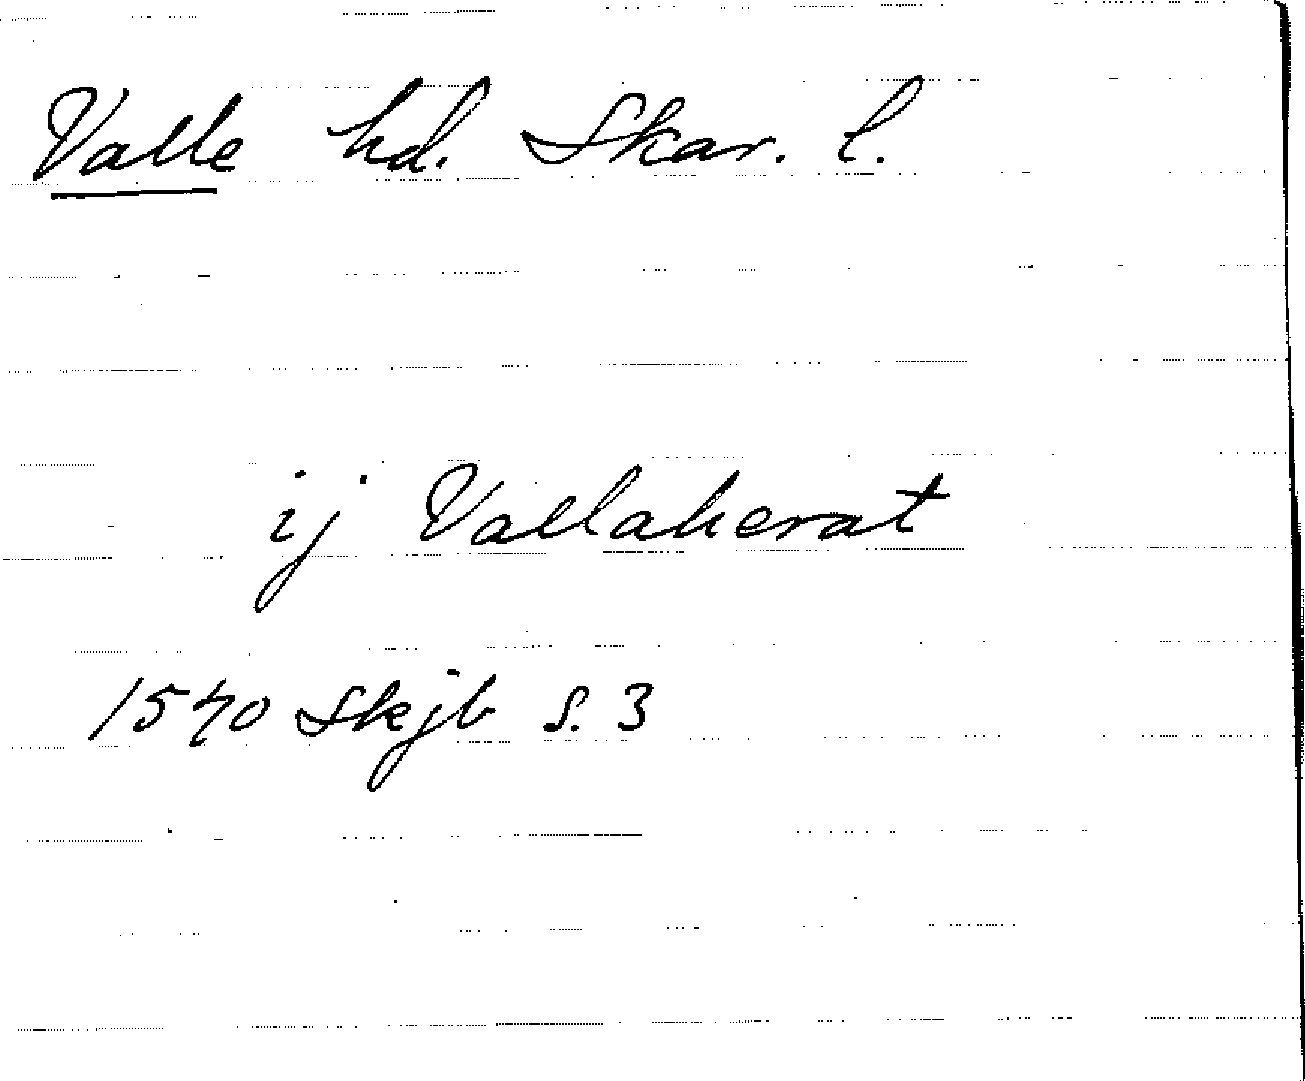 Valle hd. Skar. l.
ij Vallaherat
1540 Skjb s. 3